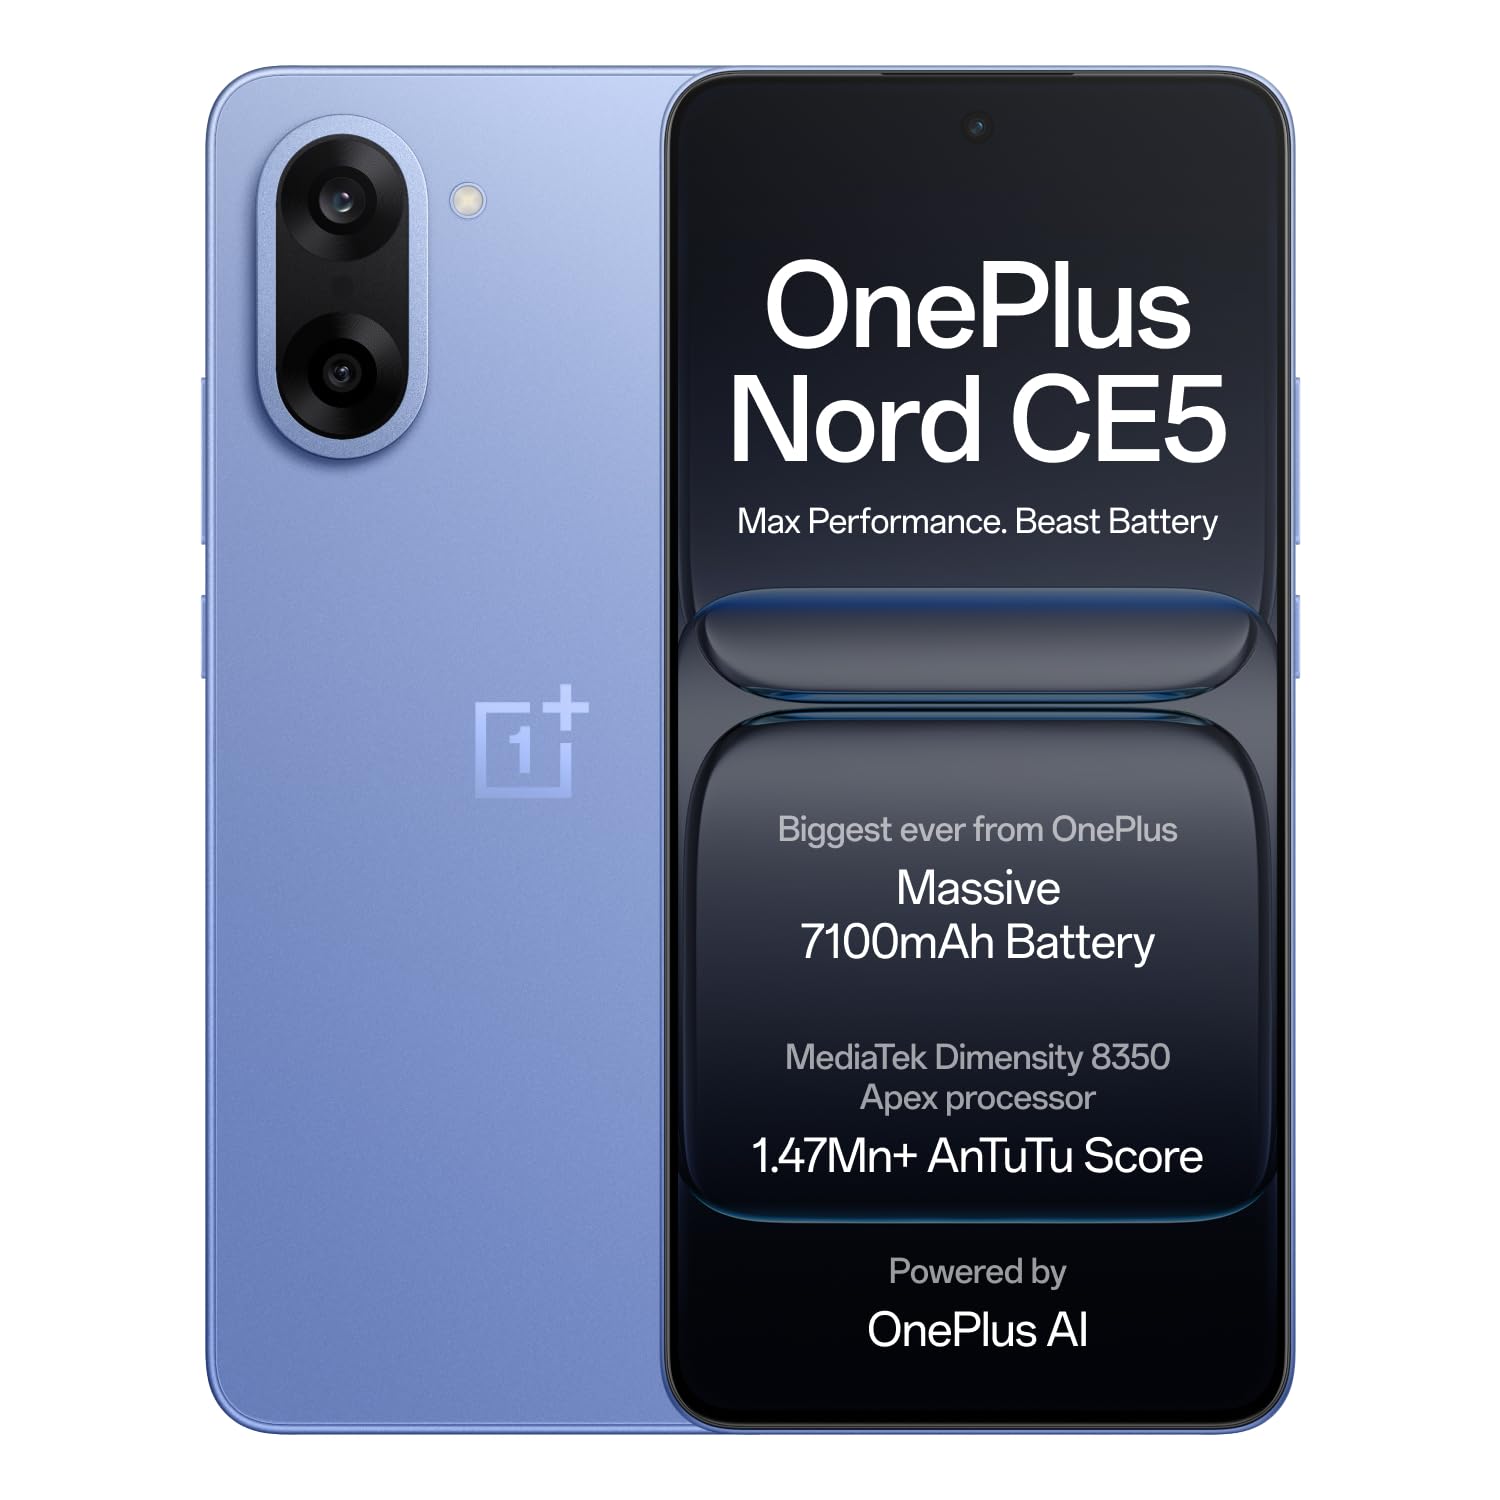 1+
OnePlus
Nord CE5
Max Performance. Beast Battery
Biggest ever from OnePlus
Massive
7100mAh Battery
MediaTek Dimensity 8350
Apex processor
1.47Mn+ AnTuTu Score
Powered by
OnePlus AI